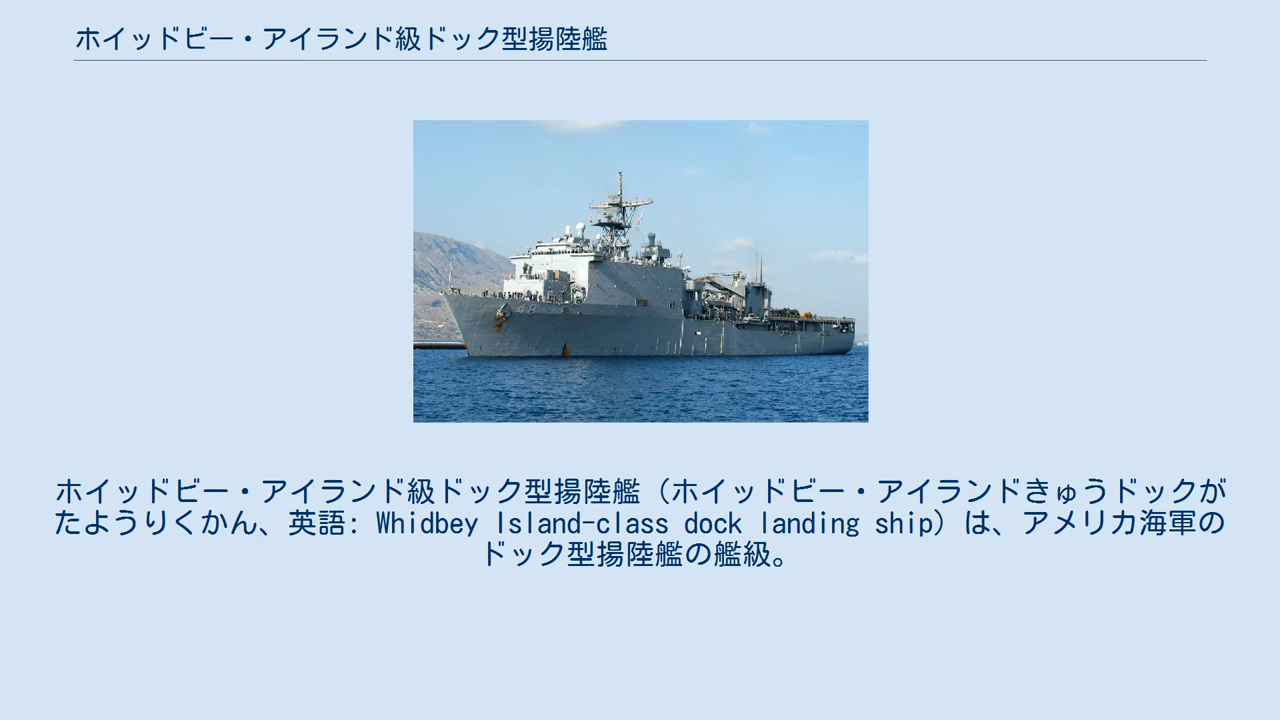 ホイッドビー・アイランド級ドック型揚陸艦
48
ホイッドビー・アイランド級ドック型揚陸艦（ホイッドビー・アイランドきゅうドックが
たようりくかん、英語: Whidbey Island-class dock landing ship）は、アメリカ海軍の
ドック型揚陸艦の艦級。